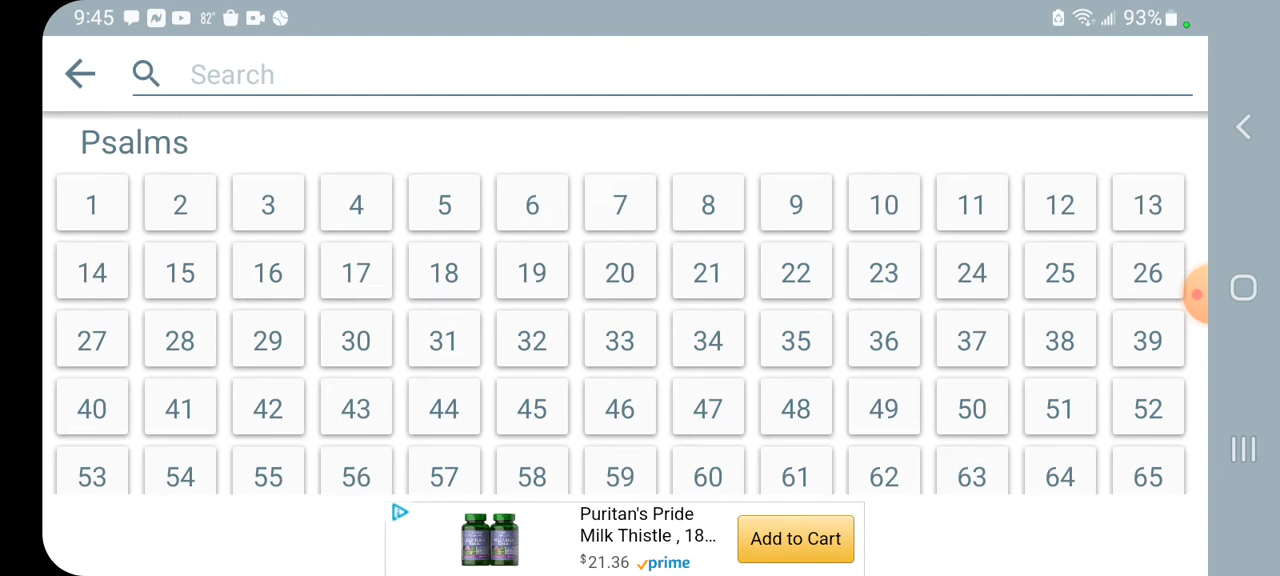 9:45 82° 93%
Search
Psalms
1 2 3 4 5 6 7 8 9 10 11 12 13
14 15 16 17 18 19 20 21 22 23 24 25 26
27 28 29 30 31 32 33 34 35 36 37 38 39
40 41 42 43 44 45 46 47 48 49 50 51 52
53 54 55 56 57 58 59 60 61 62 63 64 65
Puritan's Pride
Milk Thistle , 18...
$21.36 prime
Add to Cart